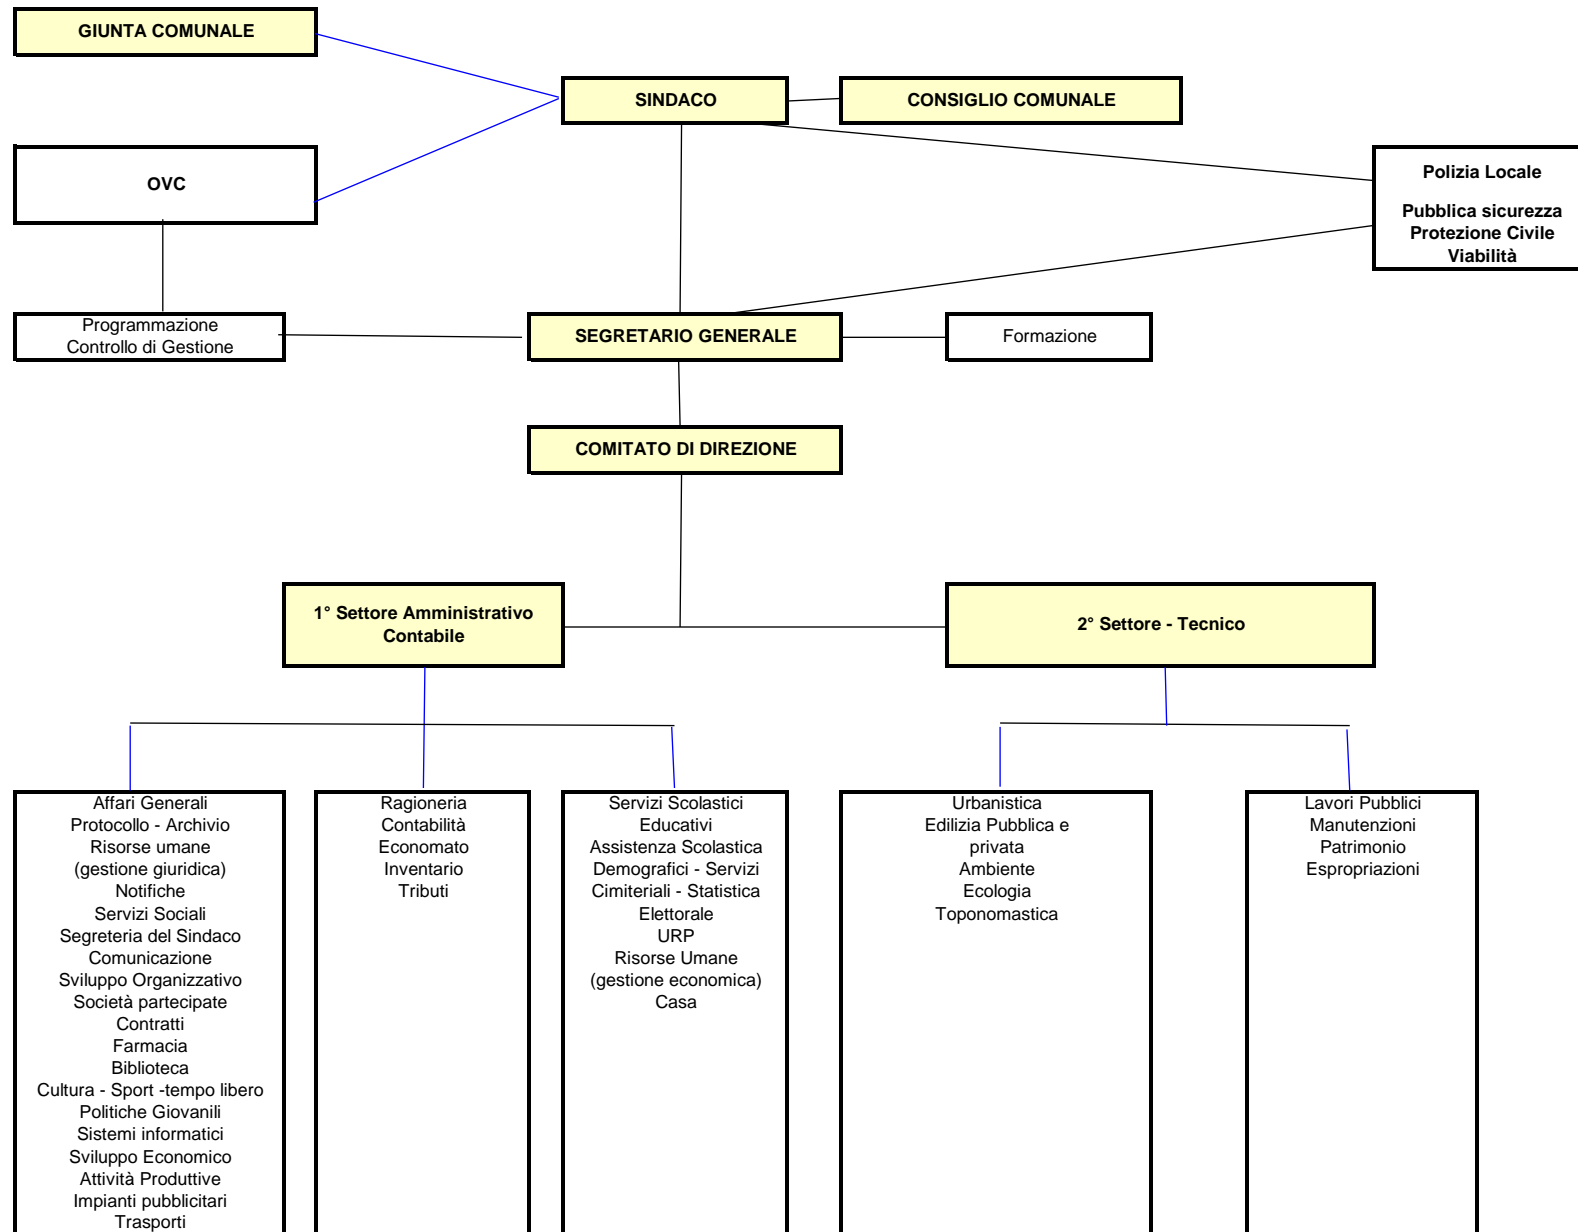 GIUNTA COMUNALE
SINDACO
CONSIGLIO COMUNALE
OVC
Polizia Locale
Pubblica sicurezza
Protezione Civile
Viabilità
Programmazione
Controllo di Gestione
SEGRETARIO GENERALE
Formazione
COMITATO DI DIREZIONE
1° Settore Amministrativo
Contabile
2° Settore - Tecnico
Affari Generali
Protocollo - Archivio
Risorse umane
(gestione giuridica)
Notifiche
Servizi Sociali
Segreteria del Sindaco
Comunicazione
Sviluppo Organizzativo
Società partecipate
Contratti
Farmacia
Biblioteca
Cultura - Sport -tempo libero
Politiche Giovanili
Sistemi informatici
Sviluppo Economico
Attività Produttive
Impianti pubblicitari
Trasporti
Ragioneria
Contabilità
Economato
Inventario
Tributi
Servizi Scolastici
Educativi
Assistenza Scolastica
Demografici - Servizi
Cimiteriali - Statistica
Elettorale
URP
Risorse Umane
(gestione economica)
Casa
Urbanistica
Edilizia Pubblica e
privata
Ambiente
Ecologia
Toponomastica
Lavori Pubblici
Manutenzioni
Patrimonio
Espropriazioni